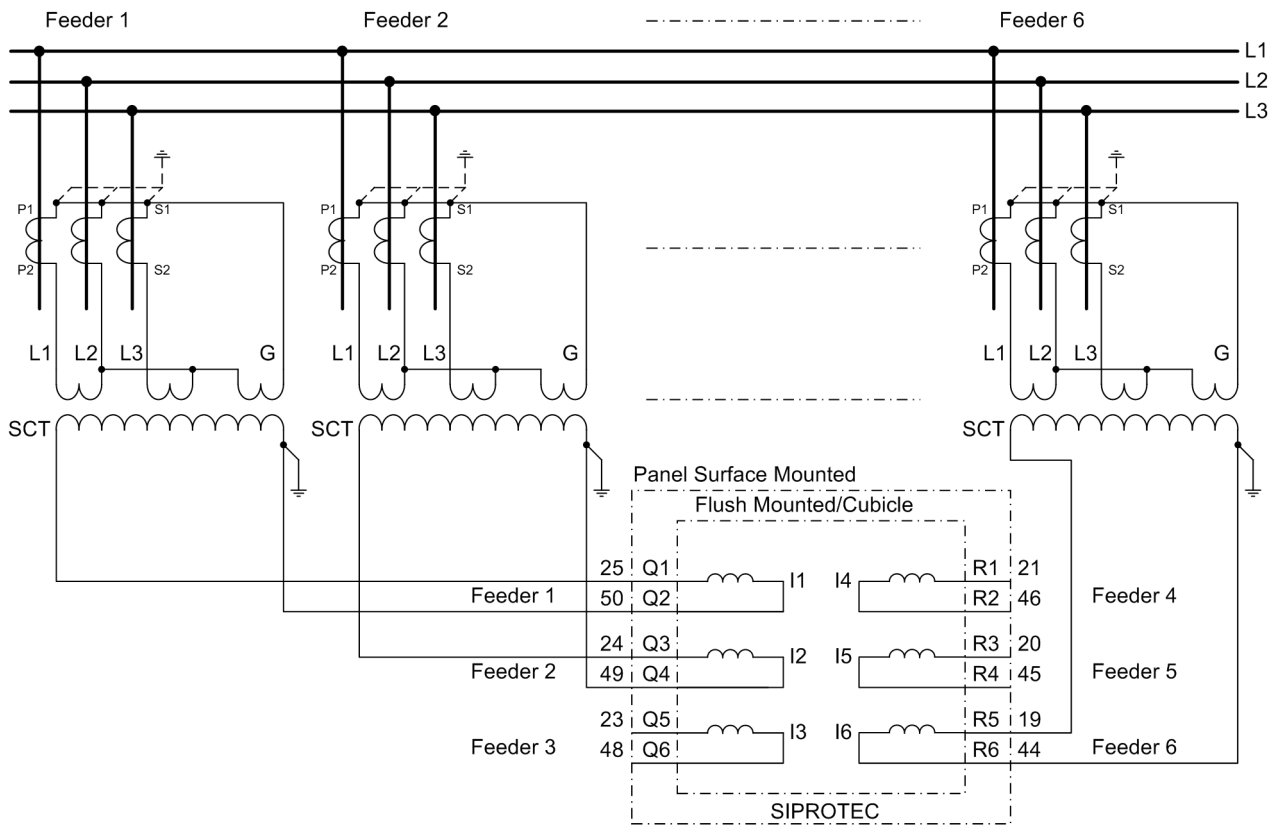 Feeder 1 Feeder 2 Feeder 6
L1
L2
L3
P1 S1 P1 S1 P1 S1
P2 S2 P2 S2 P2 S2
L1 L2 L3 G L1 L2 L3 G L1 L2 L3 G
SCT SCT SCT
Panel Surface Mounted
Flush Mounted/Cubicle
25 Q1 I1 I4 R1 21
Feeder 1 50 Q2 R2 46 Feeder 4
24 Q3 I2 I5 R3 20
Feeder 2 49 Q4 R4 45 Feeder 5
23 Q5 I3 I6 R5 19
Feeder 3 48 Q6 R6 44 Feeder 6
SIPROTEC